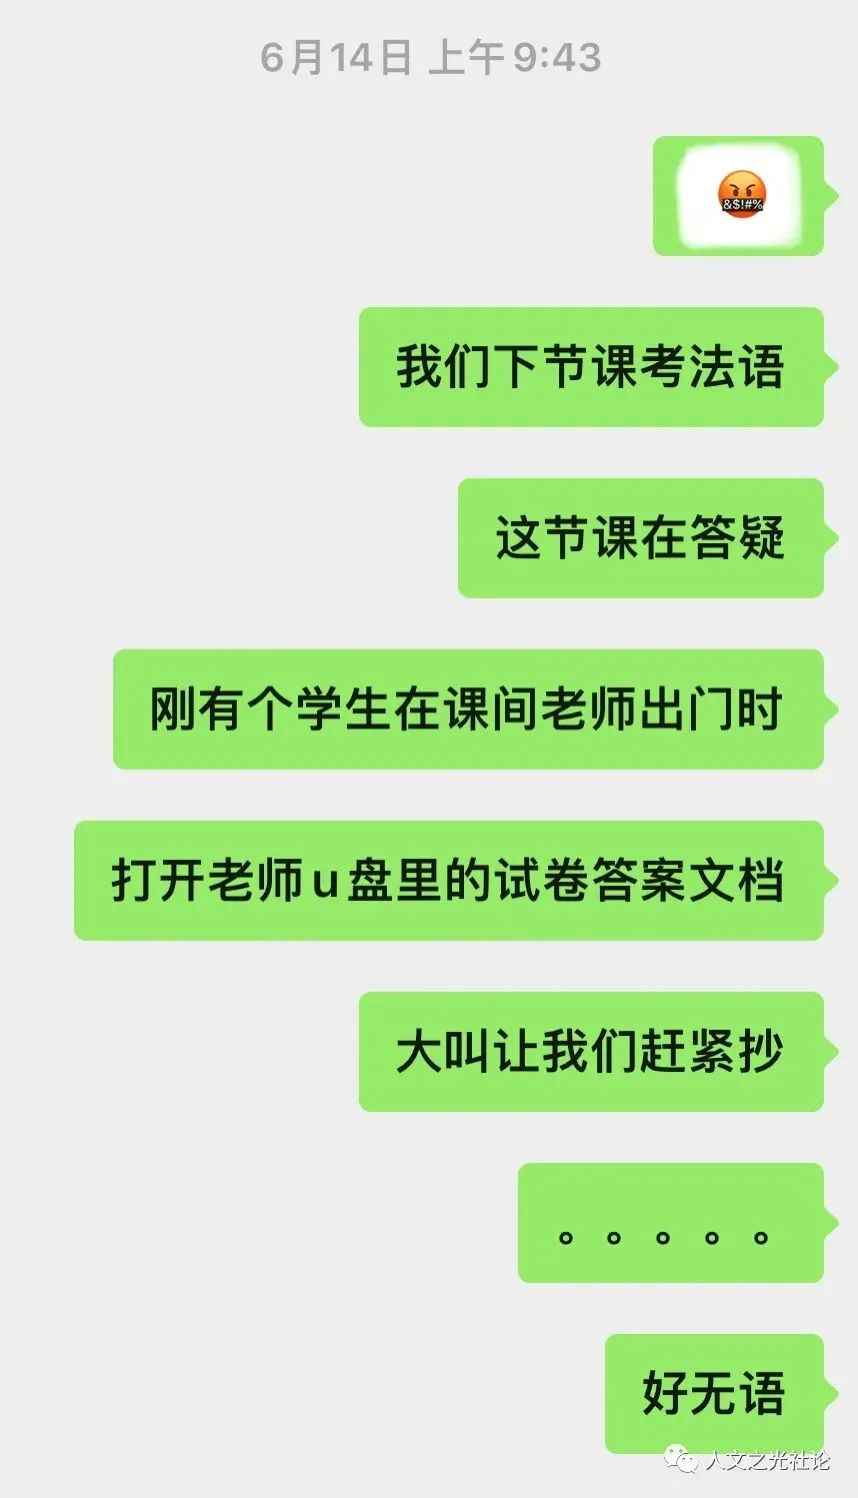 6月14日 上午9:43
&$!#%
我们下节课考法语
这节课在答疑
刚有个学生在课间老师出门时
打开老师u盘里的试卷答案文档
大叫让我们赶紧抄
。。。。。
好无语
人文之光社论